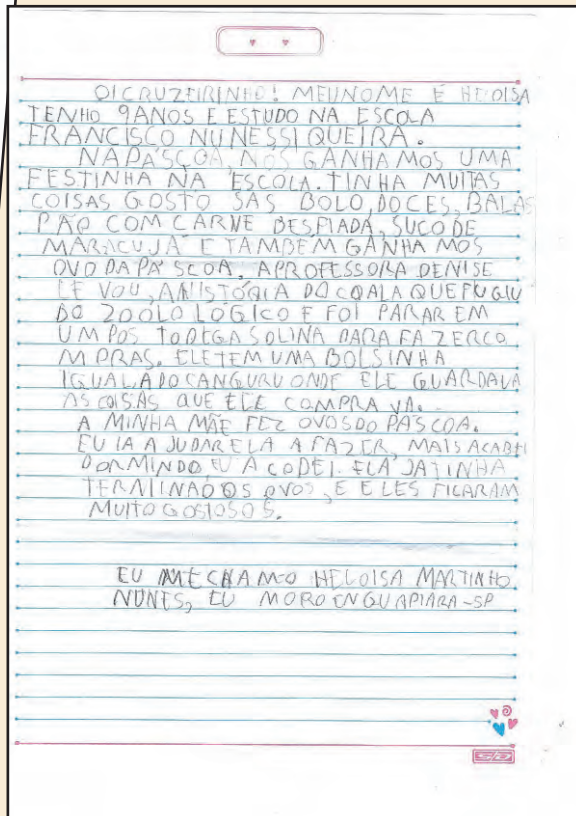 OI CRUZEIRINHO! MEU NOME É HELOISA
TENHO 9 ANOS E ESTUDO NA ESCOLA
FRANCISCO NUNES SIQUEIRA.
NA PÁSCOA, NÓS GANHAMOS UMA
FESTINHA NA ESCOLA. TINHA MUITAS
COISAS GOSTOSAS BOLO, DOCES, BALAS
PÃO COM CARNE DESFIADA, SUCO DE
MARACUJÁ E TAMBEM GANHAMOS
OVO DA PÁSCOA, A PROFESSORA DENISE
LEVOU, A HISTÓRIA DO COALA QUE FUGIU
DO ZOOLOLÓGICO E FOI PARAR EM
UM POSTO DE GASOLINA PARA FAZER CO
MPRAS. ELE TEM UMA BOLSINHA
IGUAL A DO CANGURU ONDE ELE GUARDAVA
AS COISAS QUE ELE COMPRAVA.
A MINHA MÃE FEZ OVOS DO PÁSCOA.
EU IA AJUDAR ELA A FAZER, MAIS ACABEI
DORMINDO, EU ACODEI. ELA JA TINHA
TERMINADO OS OVOS, E ELES FICARAM
MUITO GOSTOSOS.
EU ME CHAMO HELOISA MARTINHO
NUNES, EU MORO EN GUAPIARA-SP